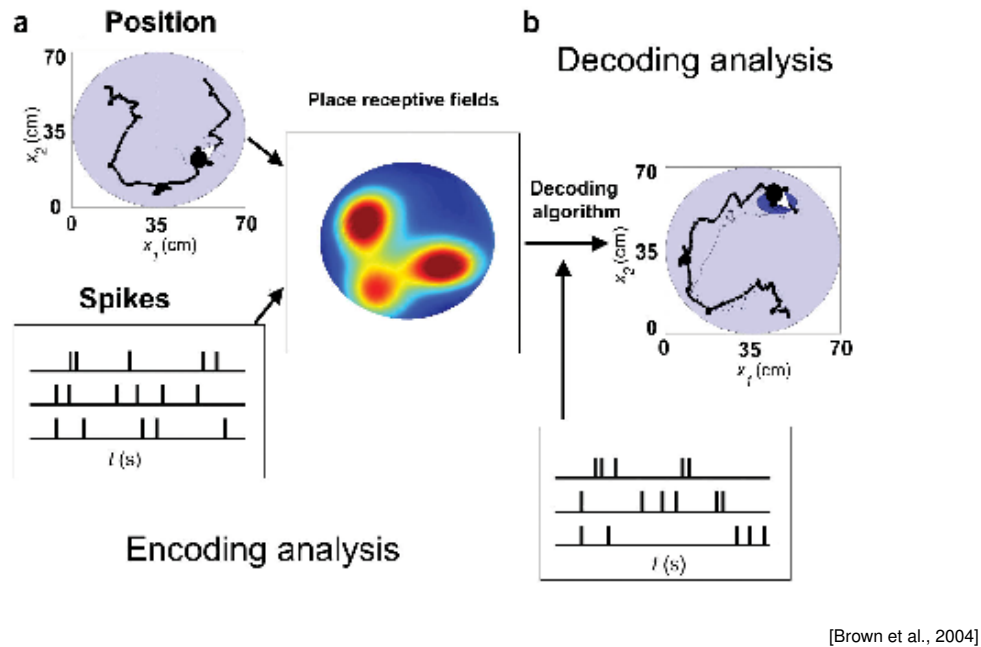 a
Position
70
35
0
x2 (cm)
0 35 70
x1 (cm)
Spikes
t (s)
Encoding analysis
Place receptive fields
b
Decoding analysis
Decoding
algorithm
70
35
0
x2 (cm)
0 35 70
x1 (cm)
t (s)
[Brown et al., 2004]